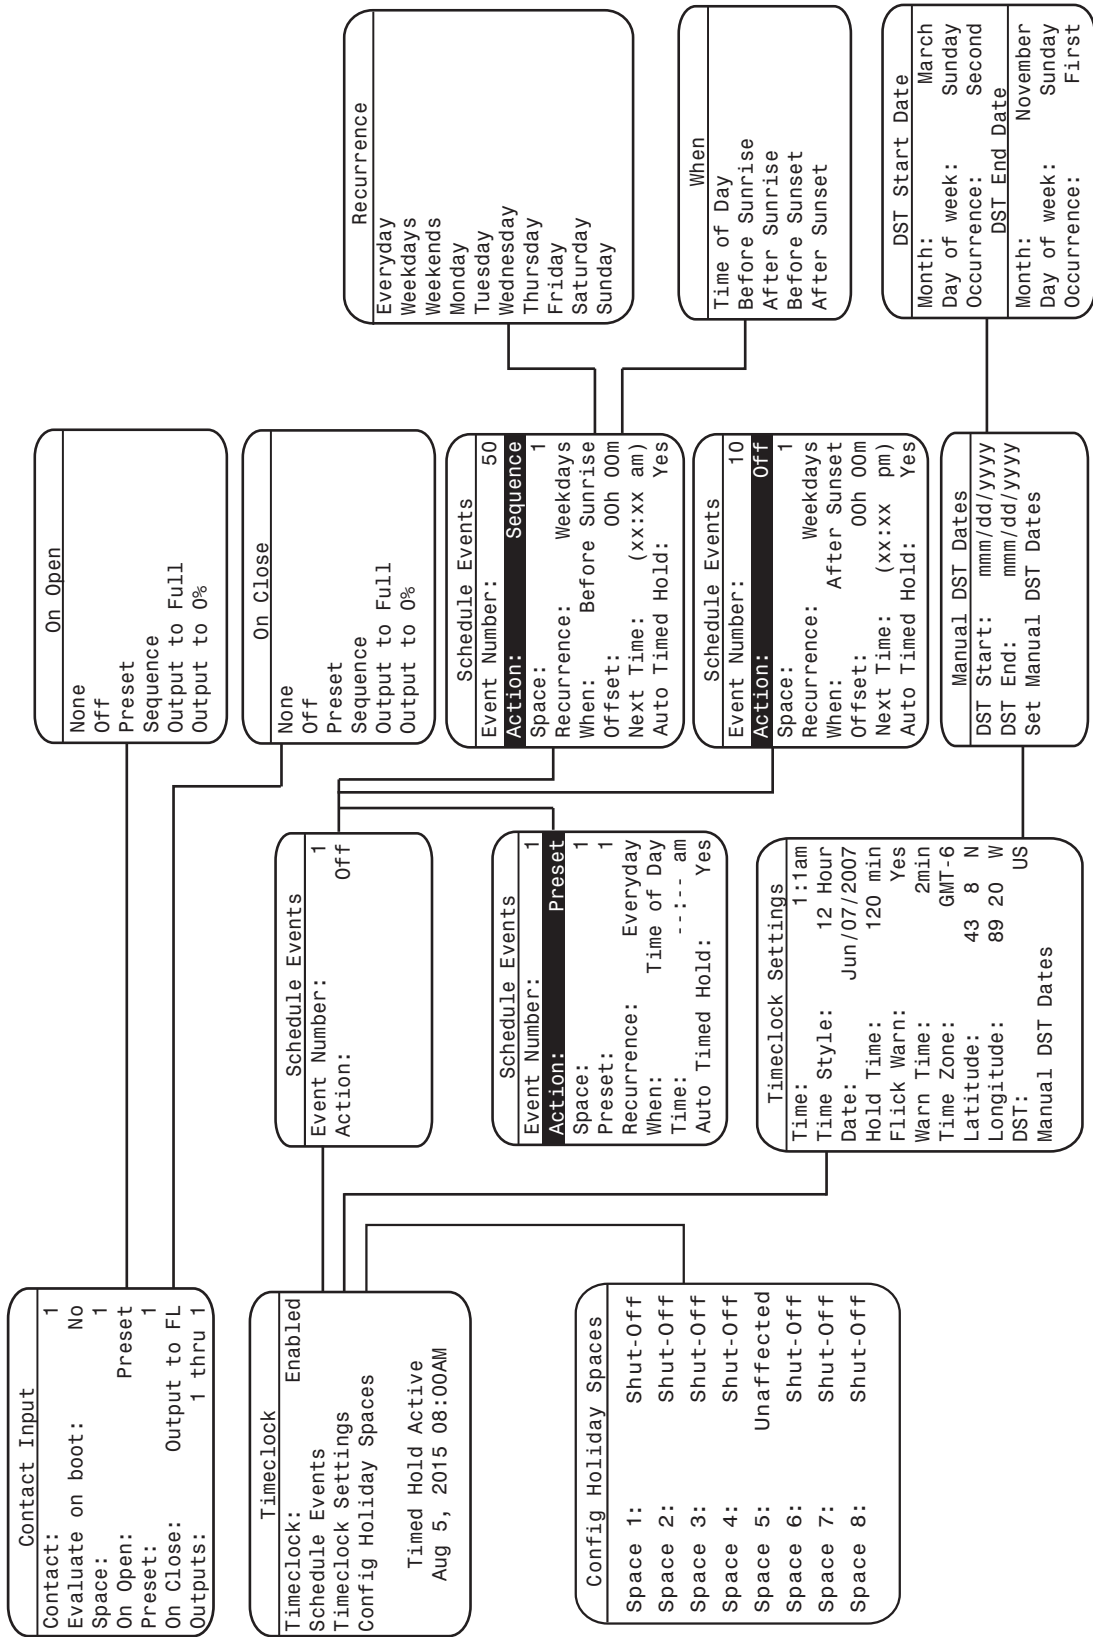 Contact Input
Contact: 1
Evaluate on boot: No
Space: 1
On Open: Preset
Preset: 1
On Close: Output to FL
Outputs: 1 thru 1
On Open
None
Off
Preset
Sequence
Output to Full
Output to 0%
On Close
None
Off
Preset
Sequence
Output to Full
Output to 0%
Timeclock
Timeclock: Enabled
Schedule Events
Timeclock Settings
Config Holiday Spaces
Timed Hold Active
Aug 5, 2015 08:00AM
Schedule Events
Event Number: 1
Action: Off
Schedule Events
Event Number: 50
Action: Sequence
Space: 1
Recurrence: Weekdays
When: Before Sunrise
Offset: 00h 00m
Next Time: (xx:xx am)
Auto Timed Hold: Yes
Recurrence
Everyday
Weekdays
Weekends
Monday
Tuesday
Wednesday
Thursday
Friday
Saturday
Sunday
Schedule Events
Event Number: 1
Action: Preset
Space: 1
Preset: 1
Recurrence: Everyday
When: Time of Day
Time: --:-- am
Auto Timed Hold: Yes
Schedule Events
Event Number: 10
Action: Off
Space: 1
Recurrence: Weekdays
When: After Sunset
Offset: 00h 00m
Next Time: (xx:xx pm)
Auto Timed Hold: Yes
When
Time of Day
Before Sunrise
After Sunrise
Before Sunset
After Sunset
Config Holiday Spaces
Space 1: Shut-Off
Space 2: Shut-Off
Space 3: Shut-Off
Space 4: Shut-Off
Space 5: Unaffected
Space 6: Shut-Off
Space 7: Shut-Off
Space 8: Shut-Off
Timeclock Settings
Time: 1:1am
Time Style: 12 Hour
Date: Jun/07/2007
Hold Time: 120 min
Flick Warn: Yes
Warn Time: 2min
Time Zone: GMT-6
Latitude: 43 8 N
Longitude: 89 20 W
DST: US
Manual DST Dates
Manual DST Dates
DST Start: mmm/dd/yyyy
DST End: mmm/dd/yyyy
Set Manual DST Dates
DST Start Date
Month: March
Day of week: Sunday
Occurrence: Second
DST End Date
Month: November
Day of week: Sunday
Occurrence: First